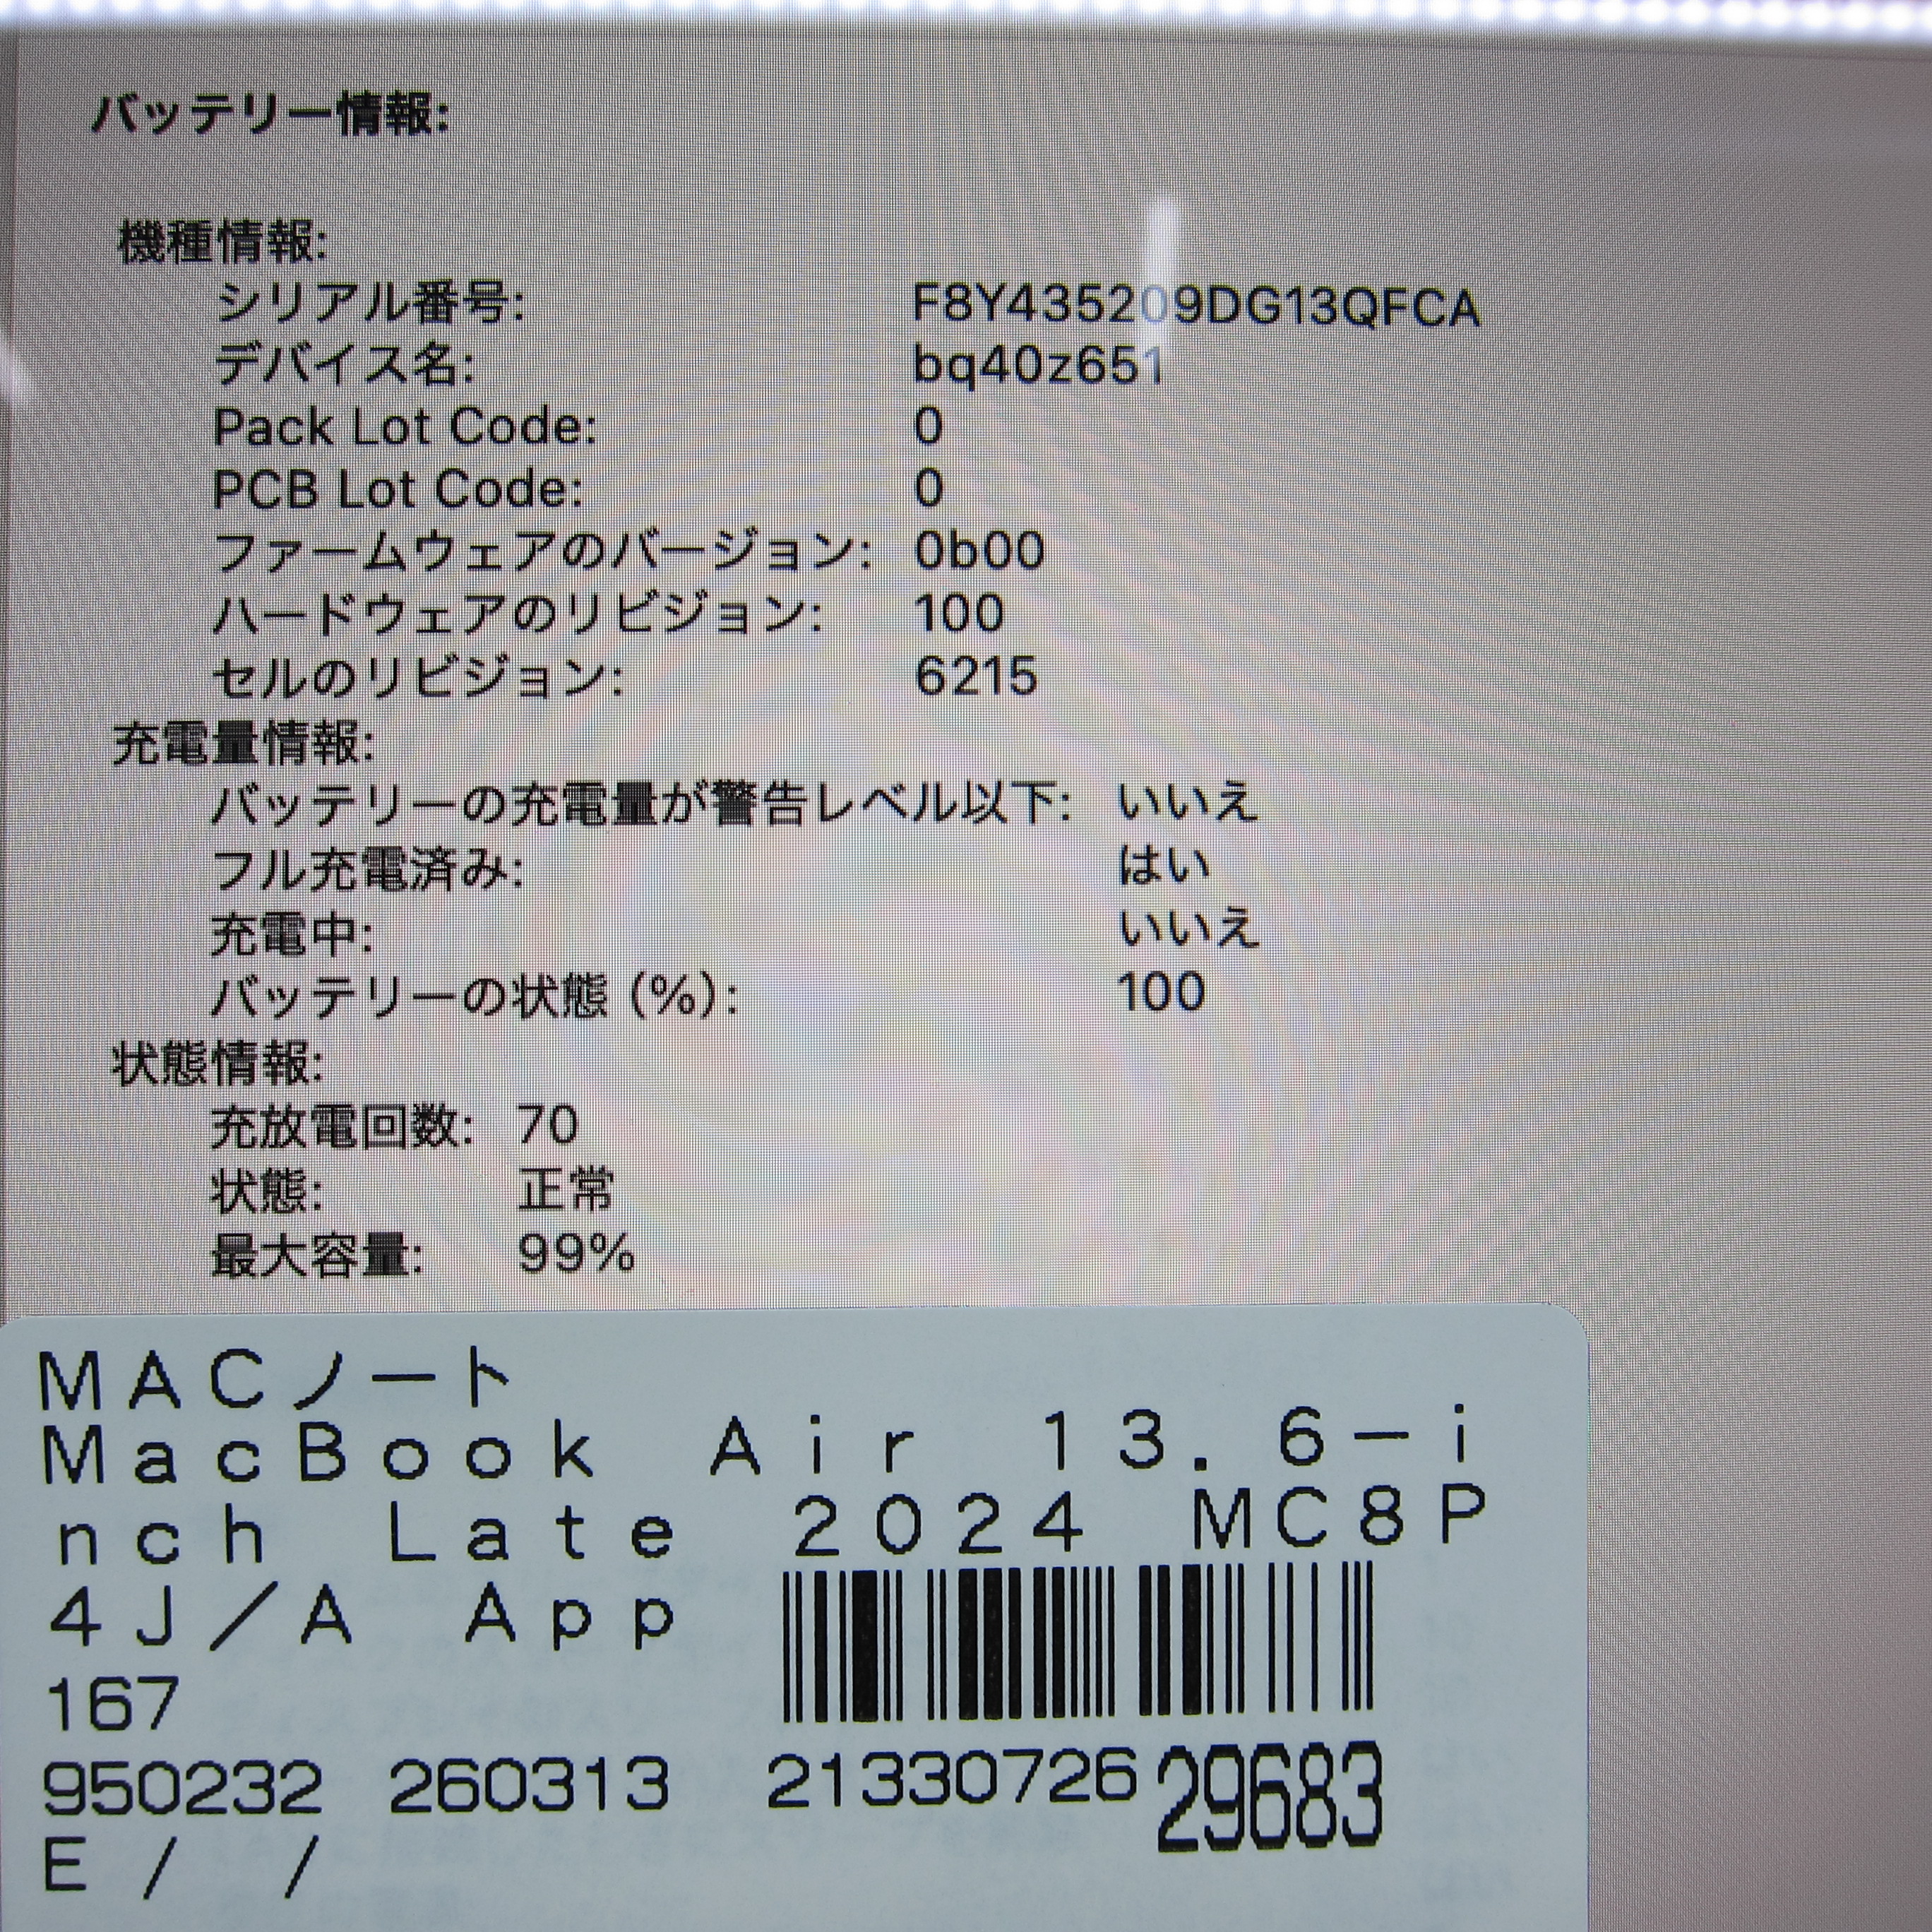 バッテリー情報:
機種情報:
シリアル番号: F8Y435209DG13QFCA
デバイス名: bq40z651
Pack Lot Code: 0
PCB Lot Code: 0
ファームウェアのバージョン: 0b00
ハードウェアのリビジョン: 100
セルのリビジョン: 6215
充電量情報:
バッテリーの充電量が警告レベル以下: いいえ
フル充電済み: はい
充電中: いいえ
バッテリーの状態 (%): 100
状態情報:
充放電回数: 70
状態: 正常
最大容量: 99%
MACノート
MacBook Air 13.6－i
nch Late 2024 MC8P
4J／A App
167
950232 260313 21330726 29683
E / /